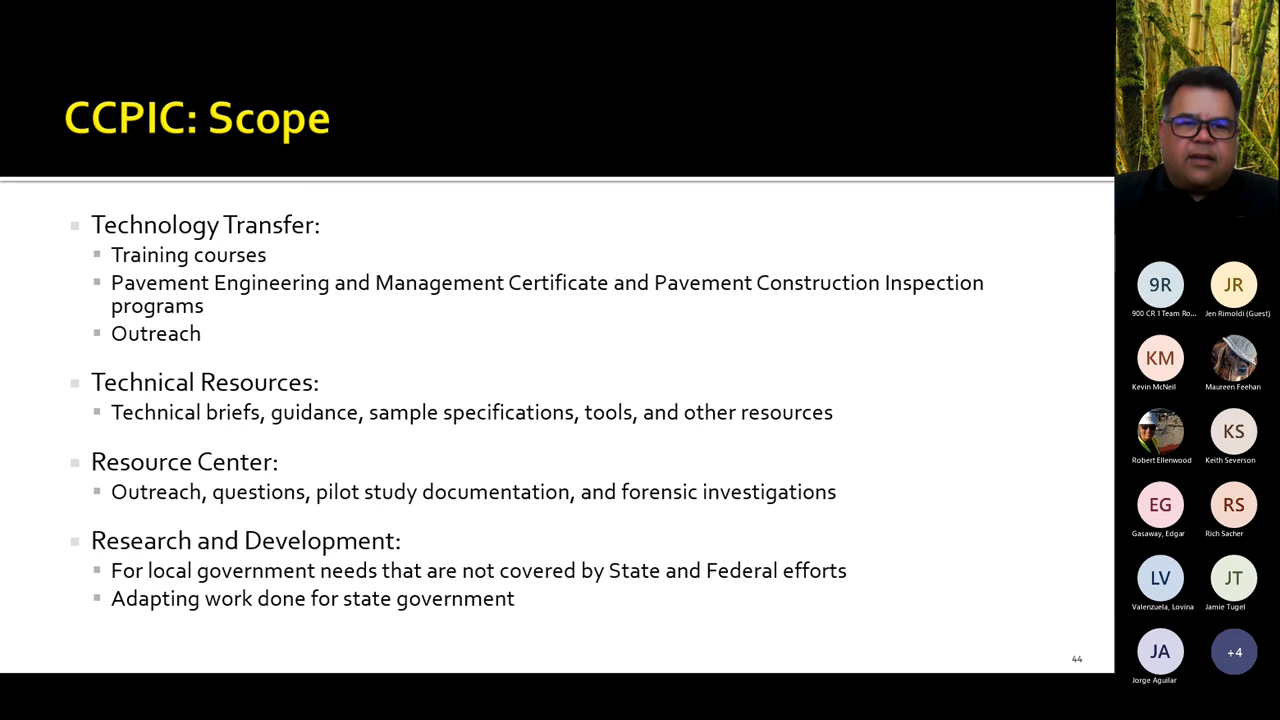 CCPIC: Scope
Technology Transfer:
Training courses
Pavement Engineering and Management Certificate and Pavement Construction Inspection
programs
Outreach
Technical Resources:
Technical briefs, guidance, sample specifications, tools, and other resources
Resource Center:
Outreach, questions, pilot study documentation, and forensic investigations
Research and Development:
For local government needs that are not covered by State and Federal efforts
Adapting work done for state government
44
9R
JR
900 CR 1 Team Ro...
Jen Rimoldi (Guest)
KM
Kevin McNeil
Maureen Feehan
KS
Robert Ellenwood
Keith Severson
EG
RS
Gasaway, Edgar
Rich Sacher
LV
JT
Valenzuela, Lovina
Jamie Tugel
JA
+4
Jorge Aguilar